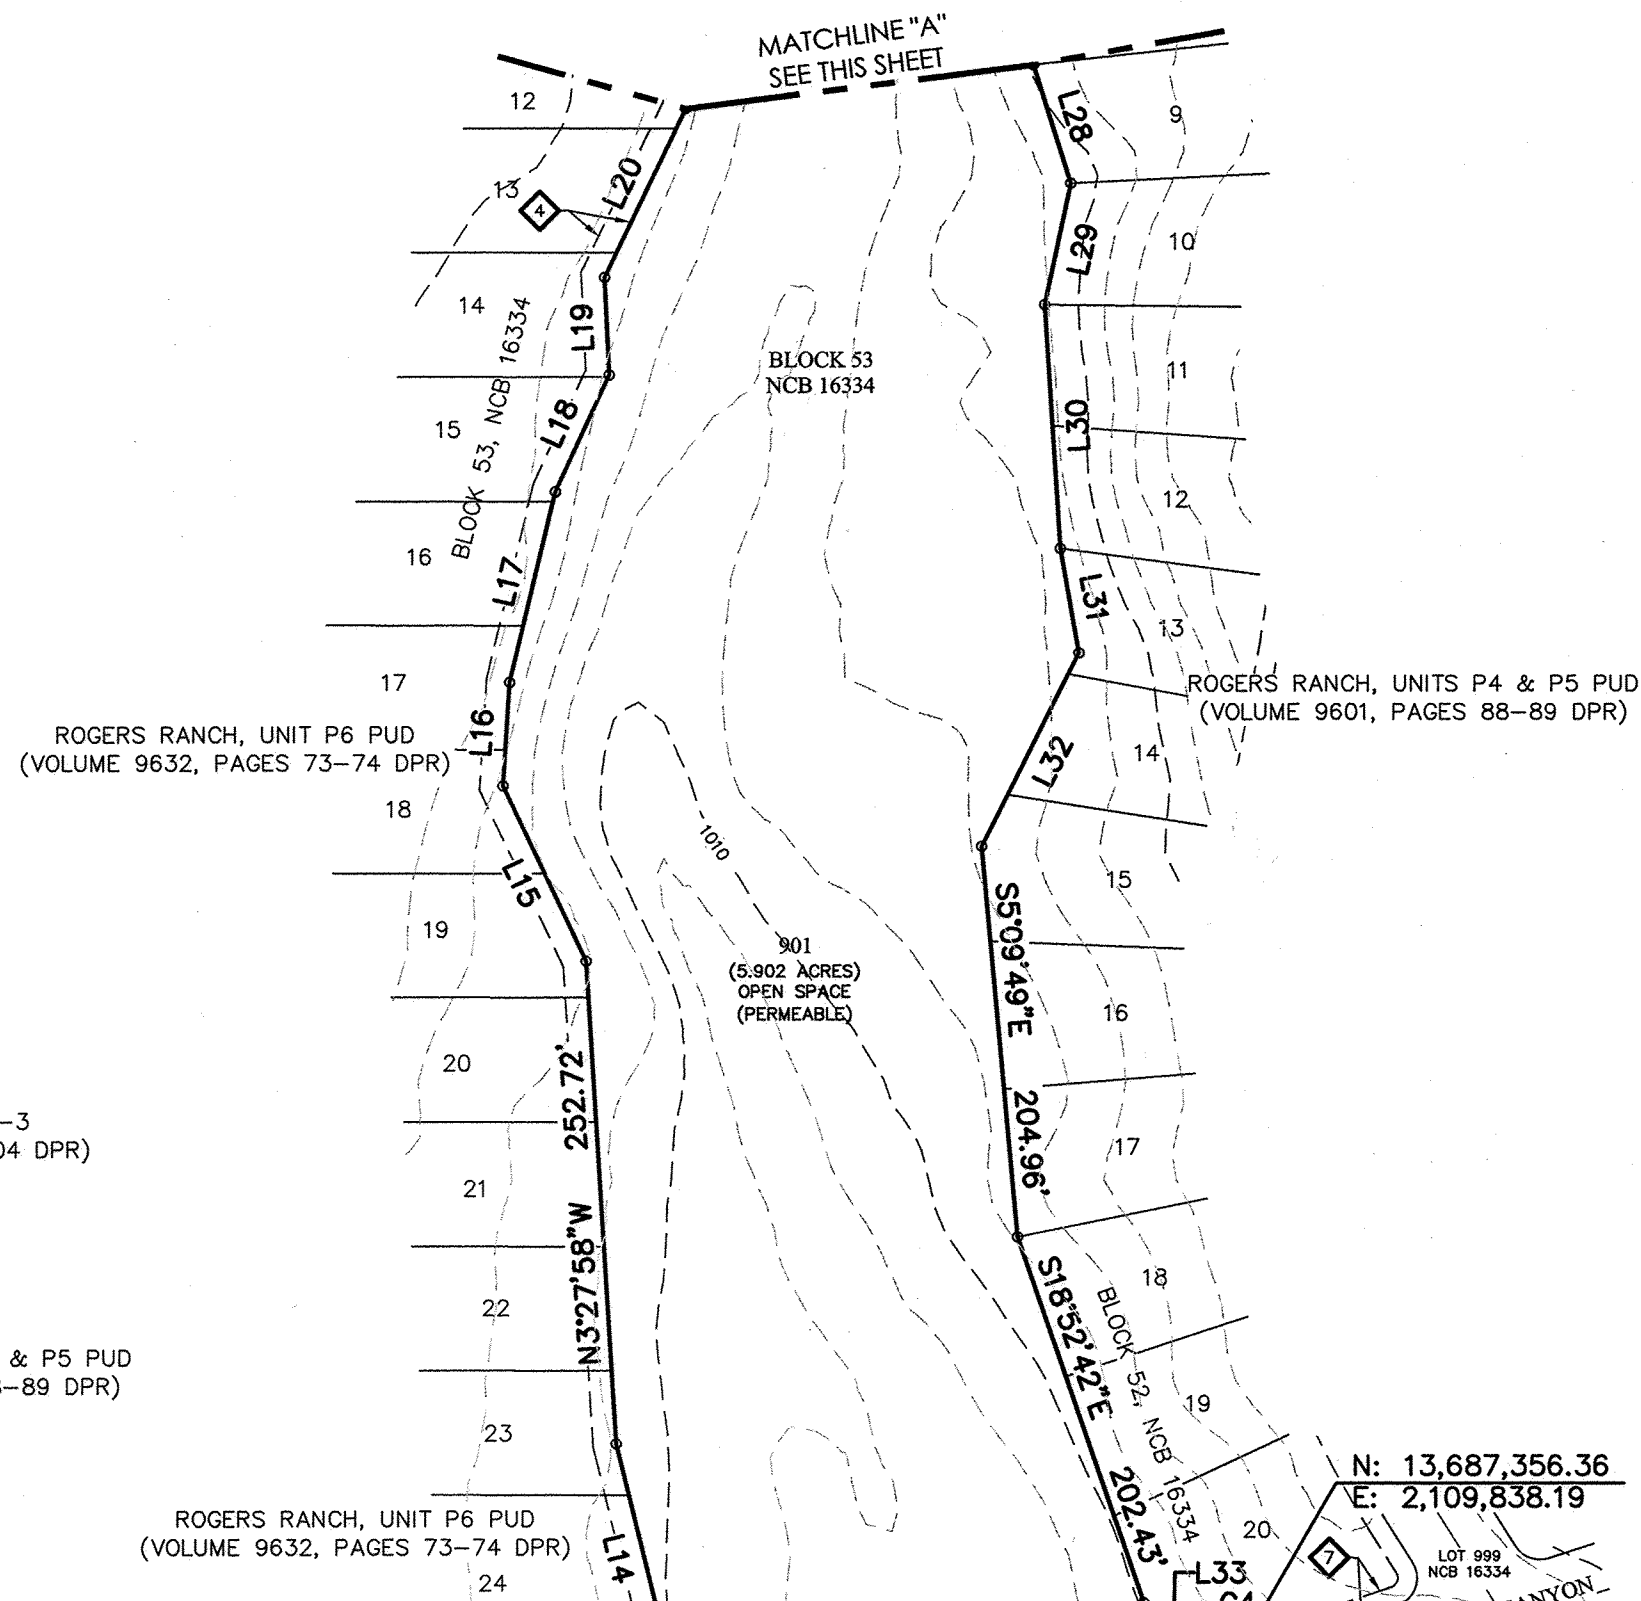 MATCHLINE "A"
SEE THIS SHEET
12
L28
9
13
L20
4
10
L29
14
L19
BLOCK 53, NCB 16334
BLOCK 53
NCB 16334
11
15
L18
L30
12
16
L17
L31
13
17
ROGERS RANCH, UNITS P4 & P5 PUD
(VOLUME 9601, PAGES 88–89 DPR)
L16
ROGERS RANCH, UNIT P6 PUD
(VOLUME 9632, PAGES 73–74 DPR)
L32
14
18
1010
L15
15
19
901
(5.902 ACRES)
OPEN SPACE
(PERMEABLE)
S5°09'49"E
204.96'
16
20
252.72'
N3°27'58"W
–3
04 DPR)
17
21
18
S18°52'42"E
202.43'
BLOCK 52, NCB 16334
22
& P5 PUD
–89 DPR)
19
23
N: 13,687,356.36
E: 2,109,838.19
ROGERS RANCH, UNIT P6 PUD
(VOLUME 9632, PAGES 73–74 DPR)
L14
20
7
LOT 999
NCB 16334
24
L33
ANYON